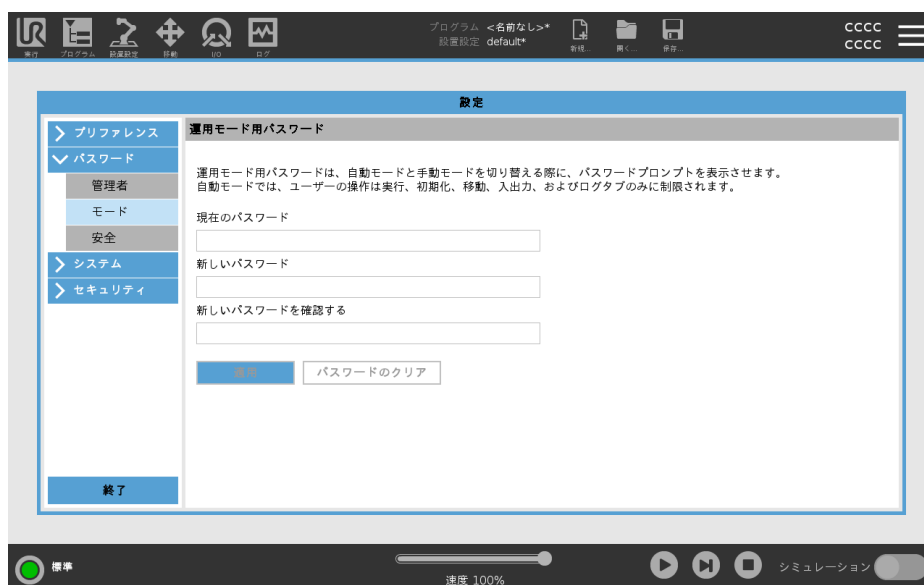 UR
実行
プログラム
設置設定
移動
I/O
ログ
プログラム <名前なし>*
設置設定 default*
新規...
開く...
保存...
CCCC
CCCC
設定
プリファレンス
パスワード
管理者
モード
安全
システム
セキュリティ
終了
運用モード用パスワード
運用モード用パスワードは、自動モードと手動モードを切り替える際に、パスワードプロンプトを表示させます。
自動モードでは、ユーザーの操作は実行、初期化、移動、入出力、およびログタブのみに制限されます。
現在のパスワード
新しいパスワード
新しいパスワードを確認する
パスワードのクリア
標準
速度 100%
シミュレーション